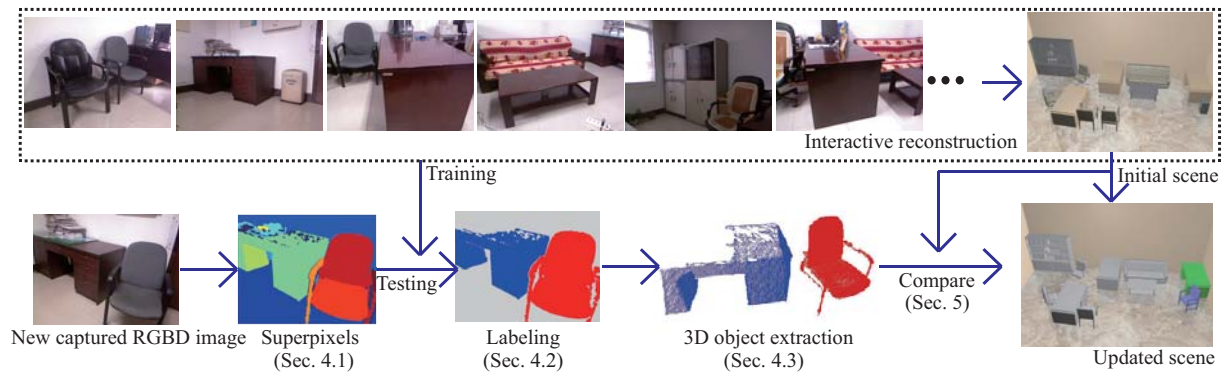 Interactive reconstruction
Training
Initial scene
Testing
Compare
(Sec. 5)
New captured RGBD image
Superpixels
(Sec. 4.1)
Labeling
(Sec. 4.2)
3D object extraction
(Sec. 4.3)
Updated scene